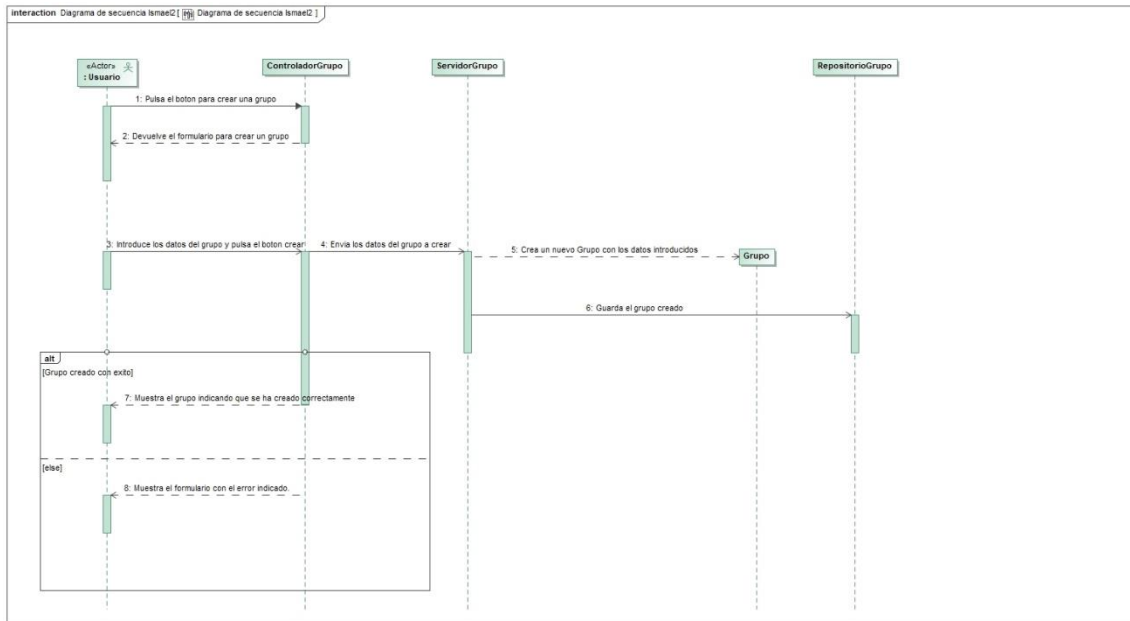 interaction Diagrama de secuencia Ismael2 [ Diagrama de secuencia Ismael2 ]
«Actor»
: Usuario
ControladorGrupo
ServidorGrupo
RepositorioGrupo
1: Pulsa el boton para crear una grupo
2: Devuelve el formulario para crear un grupo
3: Introduce los datos del grupo y pulsa el boton crear
4: Envia los datos del grupo a crear
5: Crea un nuevo Grupo con los datos introducidos
Grupo
6: Guarda el grupo creado
alt
[Grupo creado con exito]
7: Muestra el grupo indicando que se ha creado correctamente
[else]
8: Muestra el formulario con el error indicado.